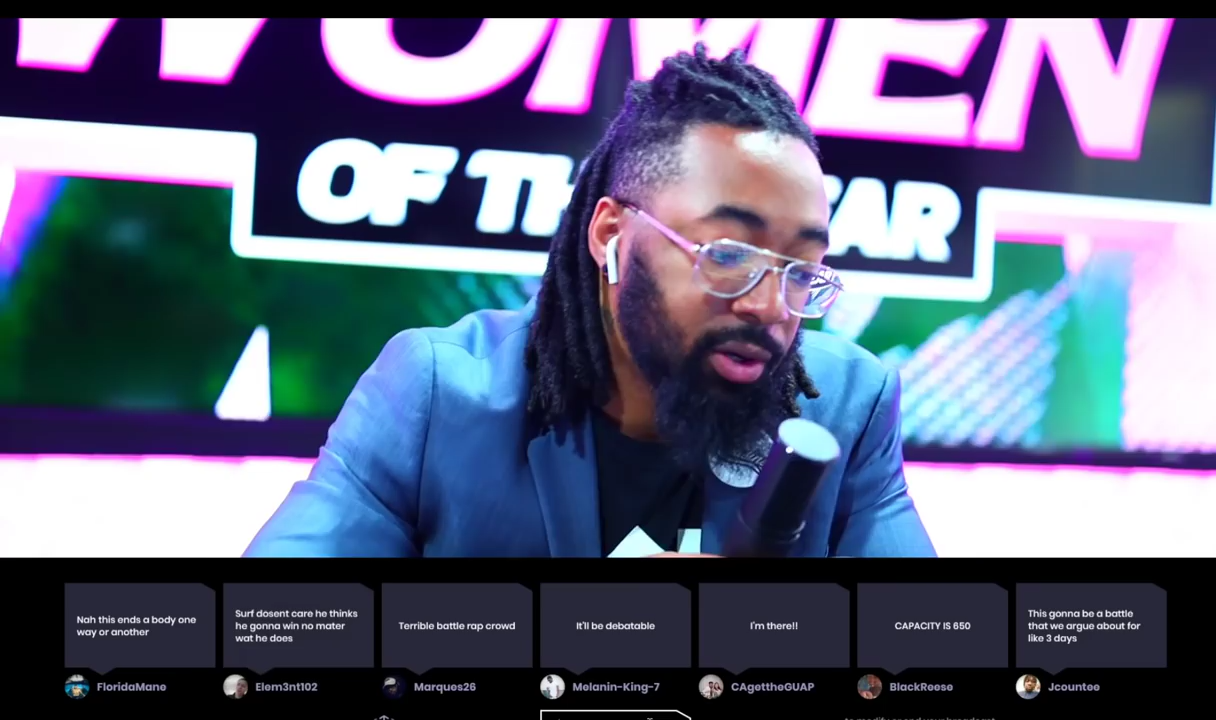 WOMEN
OF TH EAR
Nah this ends a body one
way or another
Surf dosent care he thinks
he gonna win no mater
wat he does
Terrible battle rap crowd
It'll be debatable
I'm there!!
CAPACITY IS 650
This gonna be a battle
that we argue about for
like 3 days
FloridaMane
Elem3nt102
Marques26
Melanin-King-7
CAgettheGUAP
BlackReese
Jcountee